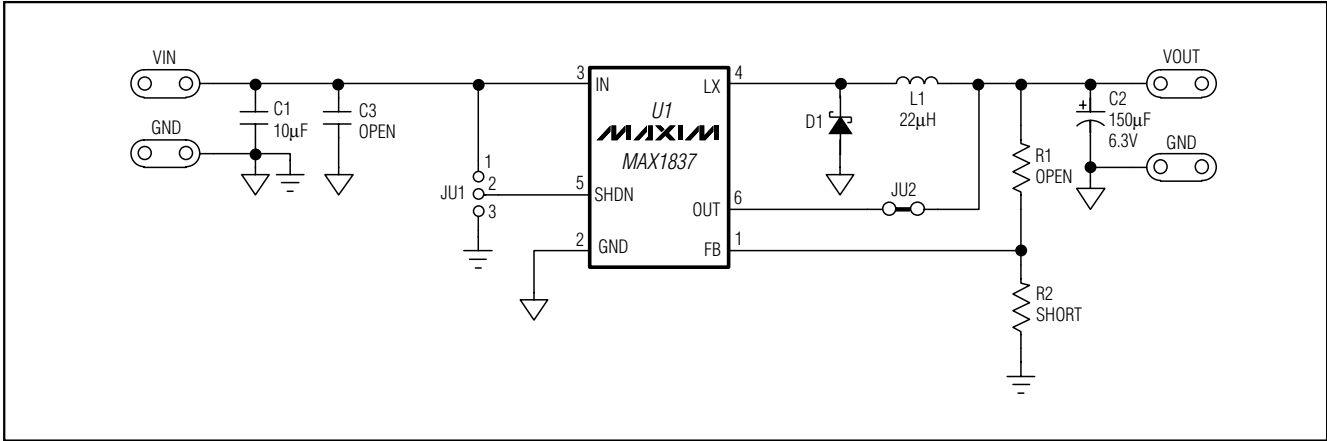 VIN
GND
C1
10µF
C3
OPEN
1
2
3
JU1
3
IN
5
SHDN
2
GND
U1
MAXIM
MAX1837
LX
4
OUT
6
FB
1
D1
L1
22µH
JU2
R1
OPEN
R2
SHORT
+
C2
150µF
6.3V
VOUT
GND